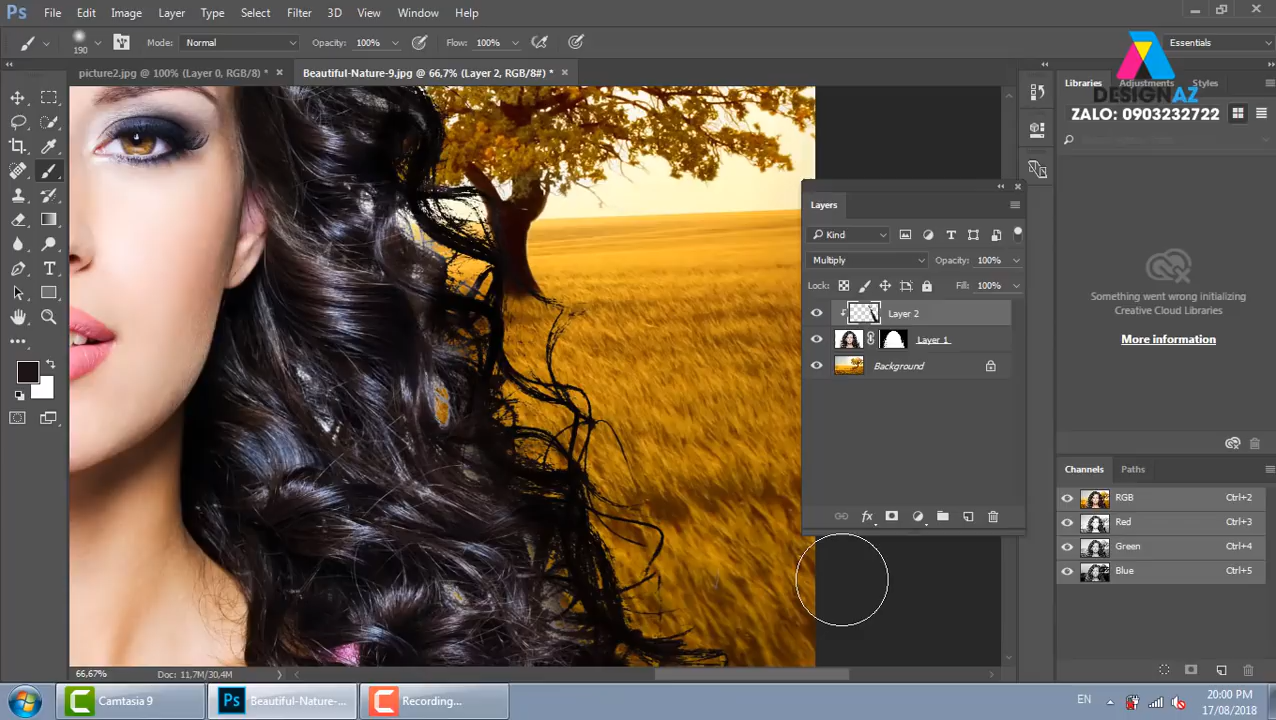 Ps File Edit Image Layer Type Select Filter 3D View Window Help
190 Mode: Normal Opacity: 100% Flow: 100% Essentials
picture2.jpg @ 100% (Layer 0, RGB/8) * Beautiful-Nature-9.jpg @ 66,7% (Layer 2, RGB/8#) *
Libraries Adjustments Styles
DESIGNAZ
ZALO: 0903232722
Layers
Kind
Multiply Opacity: 100%
Lock: Fill: 100%
Layer 2
Layer 1
Background
Something went wrong initializing
Creative Cloud Libraries
More information
Channels Paths
RGB Ctrl+2
Red Ctrl+3
Green Ctrl+4
Blue Ctrl+5
66,67% Doc: 11,7M/30,4M
Camtasia 9 Ps Beautiful-Nature-... Recording... EN 20:00 PM
17/08/2018